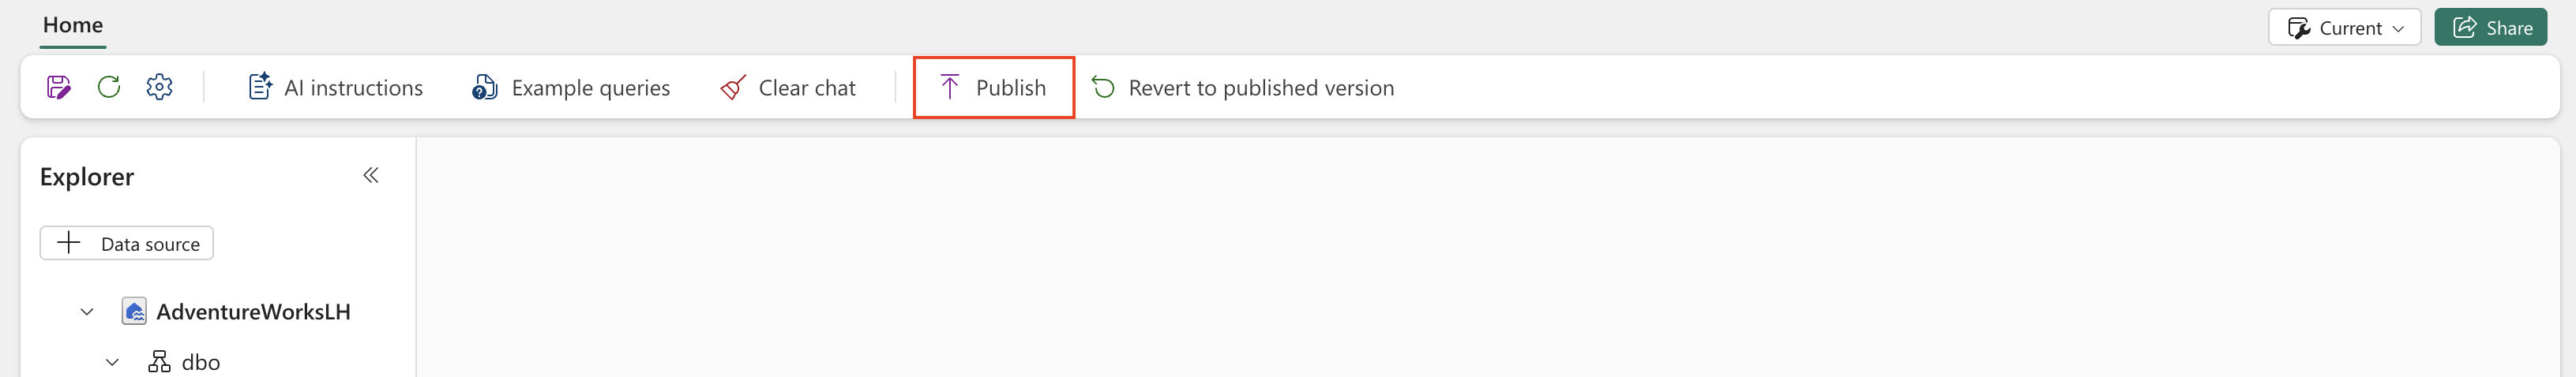 Home
Current
Share
AI instructions
Example queries
Clear chat
Publish
Revert to published version
Explorer
Data source
AdventureWorksLH
dbo